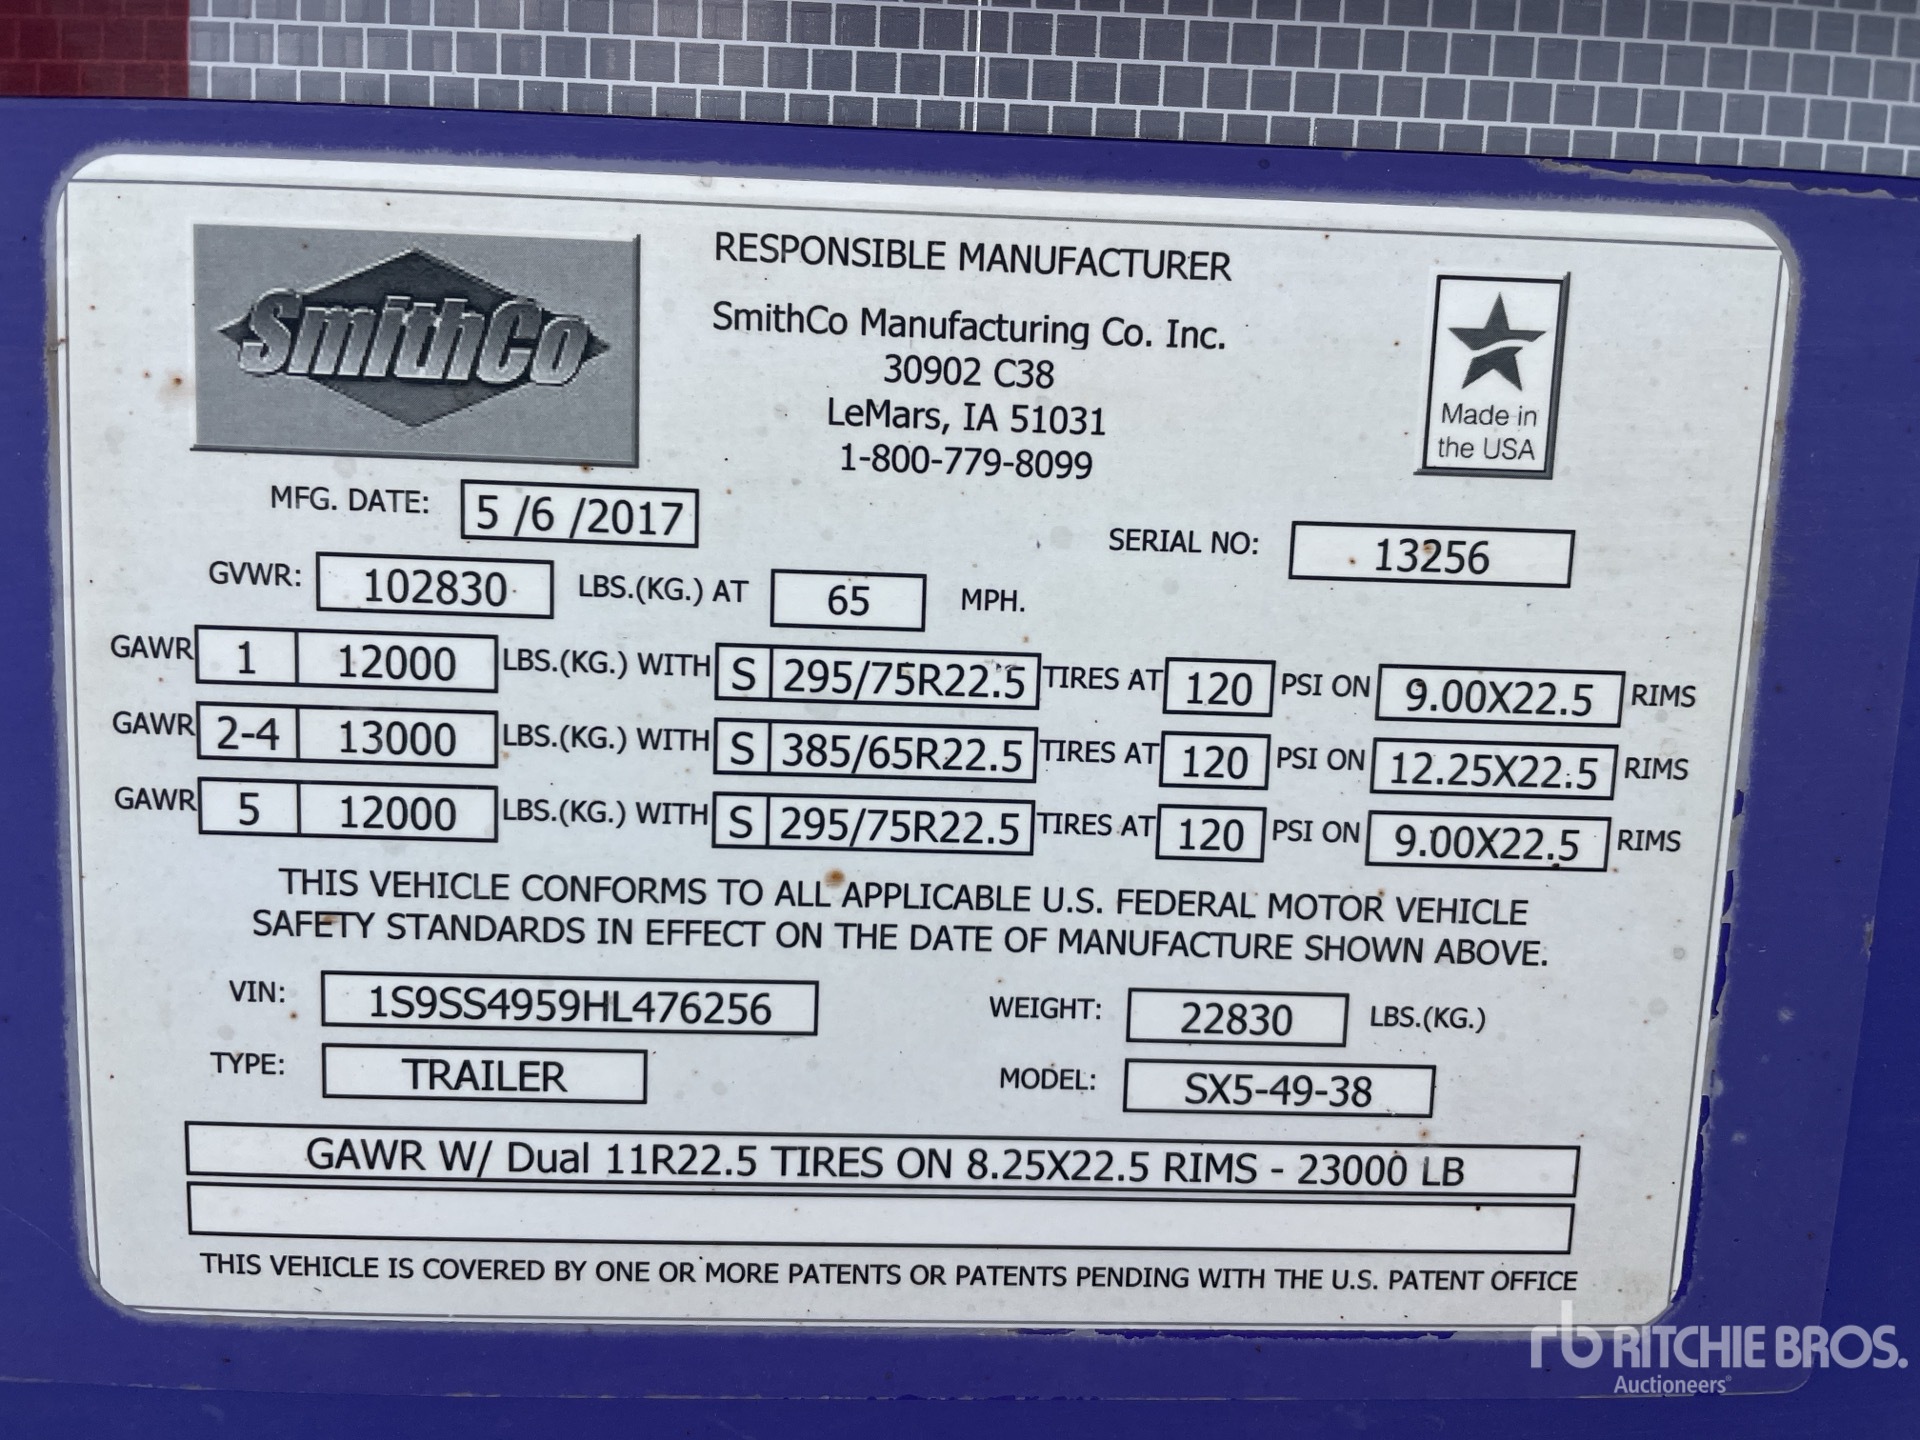 SmithCo
RESPONSIBLE MANUFACTURER
SmithCo Manufacturing Co. Inc.
30902 C38
LeMars, IA 51031
1-800-779-8099
Made in
the USA
MFG. DATE: 5 /6 /2017
SERIAL NO: 13256
GVWR: 102830 LBS.(KG.) AT 65 MPH.
GAWR 1 12000 LBS.(KG.) WITH S 295/75R22.5 TIRES AT 120 PSI ON 9.00X22.5 RIMS
GAWR 2-4 13000 LBS.(KG.) WITH S 385/65R22.5 TIRES AT 120 PSI ON 12.25X22.5 RIMS
GAWR 5 12000 LBS.(KG.) WITH S 295/75R22.5 TIRES AT 120 PSI ON 9.00X22.5 RIMS
THIS VEHICLE CONFORMS TO ALL APPLICABLE U.S. FEDERAL MOTOR VEHICLE
SAFETY STANDARDS IN EFFECT ON THE DATE OF MANUFACTURE SHOWN ABOVE.
VIN: 1S9SS4959HL476256 WEIGHT: 22830 LBS.(KG.)
TYPE: TRAILER MODEL: SX5-49-38
GAWR W/ Dual 11R22.5 TIRES ON 8.25X22.5 RIMS - 23000 LB
THIS VEHICLE IS COVERED BY ONE OR MORE PATENTS OR PATENTS PENDING WITH THE U.S. PATENT OFFICE
rb RITCHIE BROS.
Auctioneers